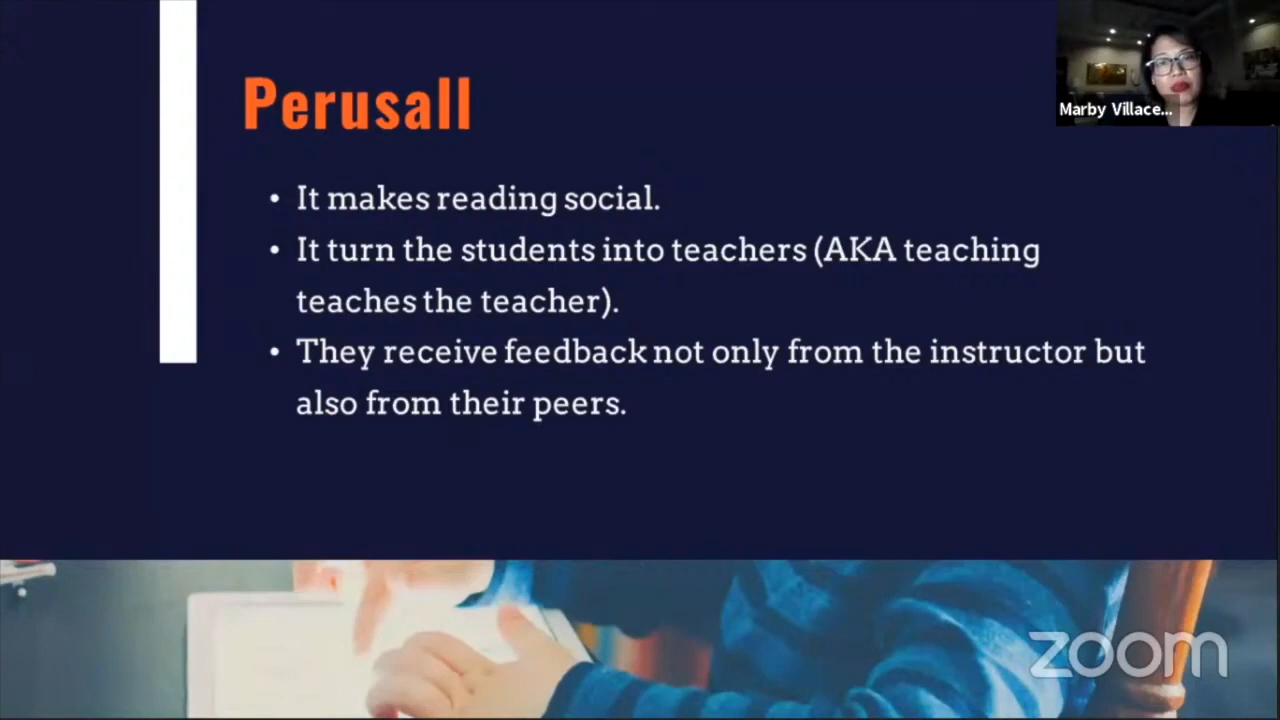 Perusall
Marby Villace...
• It makes reading social.
• It turn the students into teachers (AKA teaching
teaches the teacher).
• They receive feedback not only from the instructor but
also from their peers.
zoom